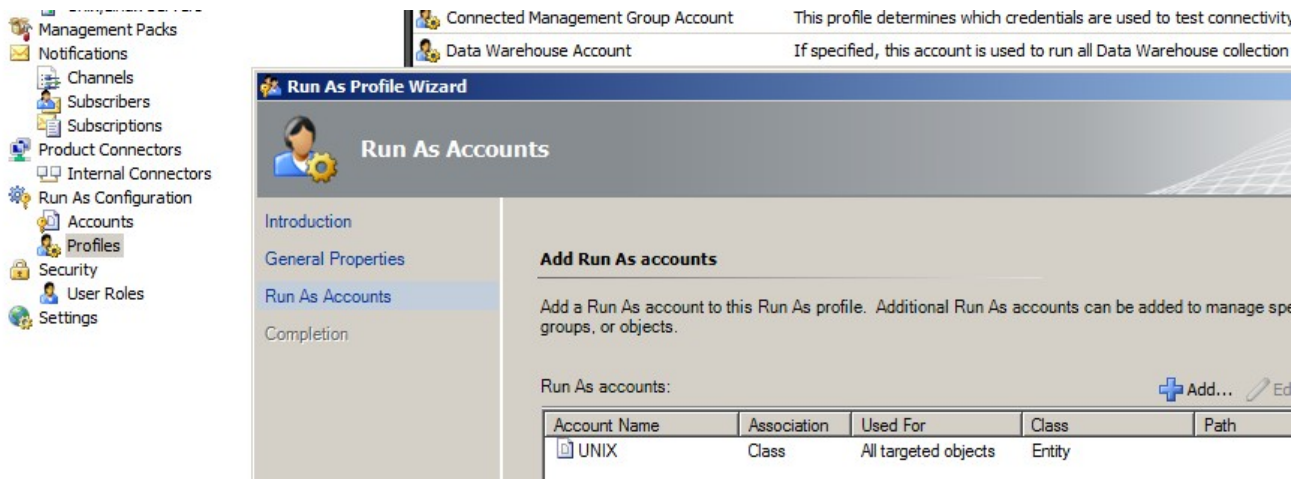 Management Packs
Notifications
Channels
Subscribers
Subscriptions
Product Connectors
Internal Connectors
Run As Configuration
Accounts
Profiles
Security
User Roles
Settings
Connected Management Group Account This profile determines which credentials are used to test connectivity
Data Warehouse Account If specified, this account is used to run all Data Warehouse collection
Run As Profile Wizard
Run As Accounts
Introduction
General Properties
Run As Accounts
Completion
Add Run As accounts
Add a Run As account to this Run As profile. Additional Run As accounts can be added to manage spe
groups, or objects.
Run As accounts:
Add... Ed
Account Name Association Used For Class Path
UNIX Class All targeted objects Entity